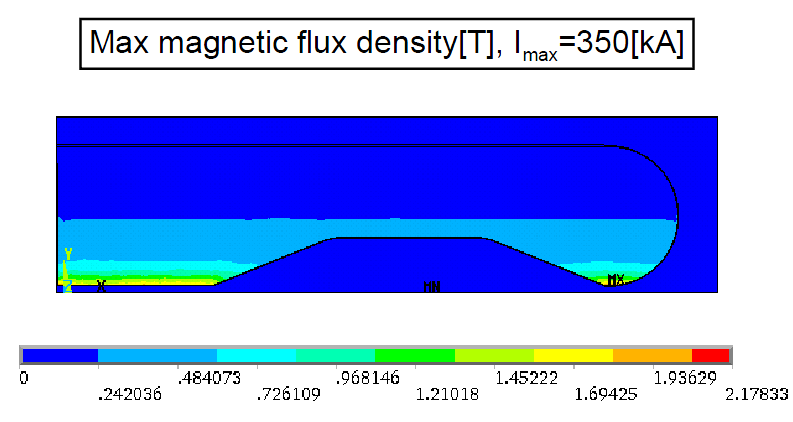 Max magnetic flux density[T], Imax=350[kA]
Y
Z X MN MX
0 .484073 .968146 1.45222 1.93629
.242036 .726109 1.21018 1.69425 2.17833